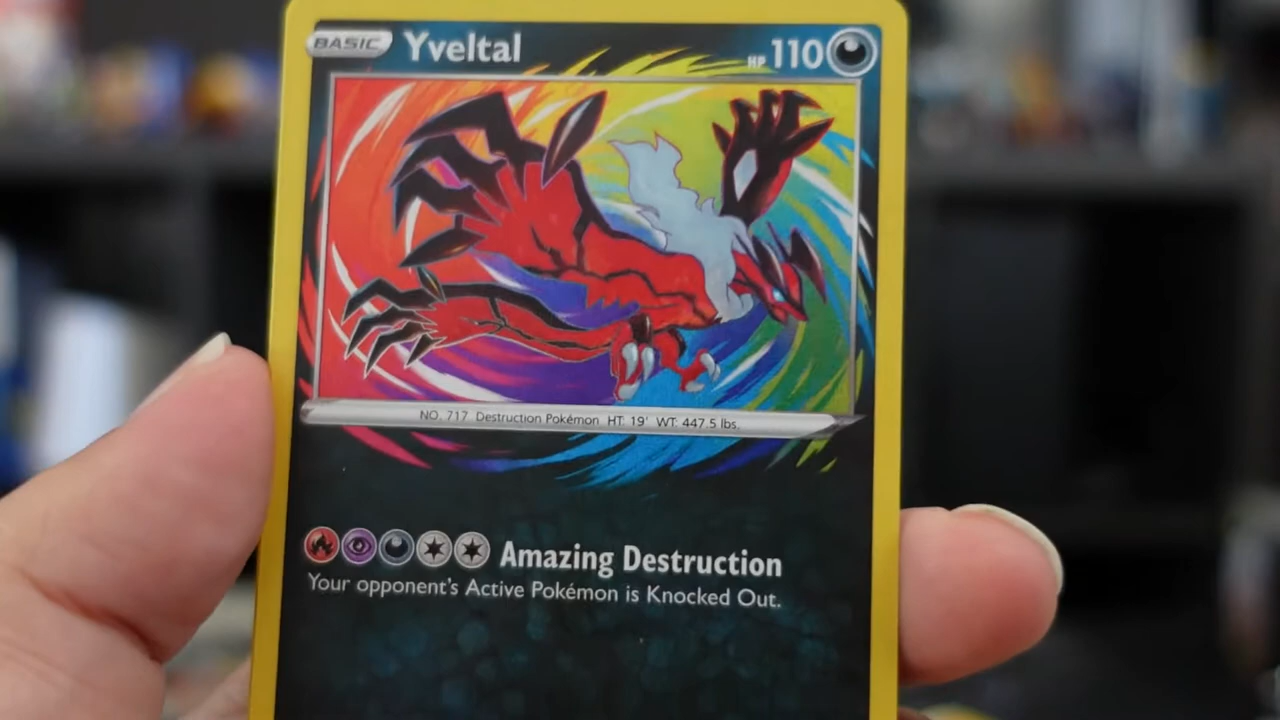 BASIC Yveltal HP 110
NO. 717 Destruction Pokémon HT: 19' WT: 447.5 lbs.
Amazing Destruction
Your opponent's Active Pokémon is Knocked Out.